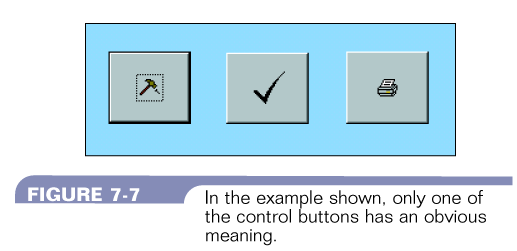 FIGURE 7-7
In the example shown, only one of
the control buttons has an obvious
meaning.